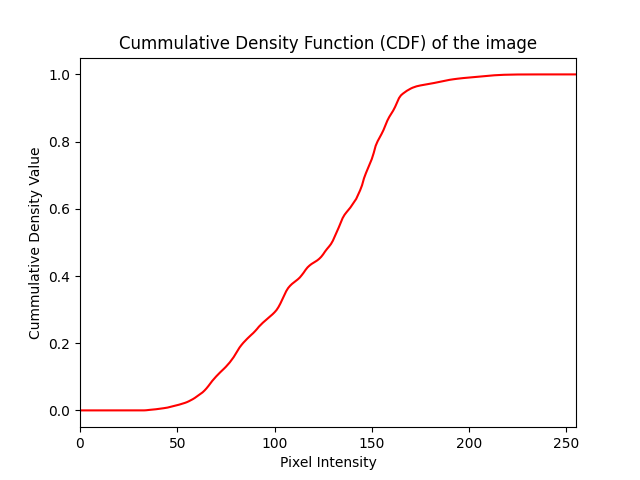 Cummulative Density Function (CDF) of the image
1.0
0.8
0.6
0.4
0.2
0.0
Cummulative Density Value
0 50 100 150 200 250
Pixel Intensity